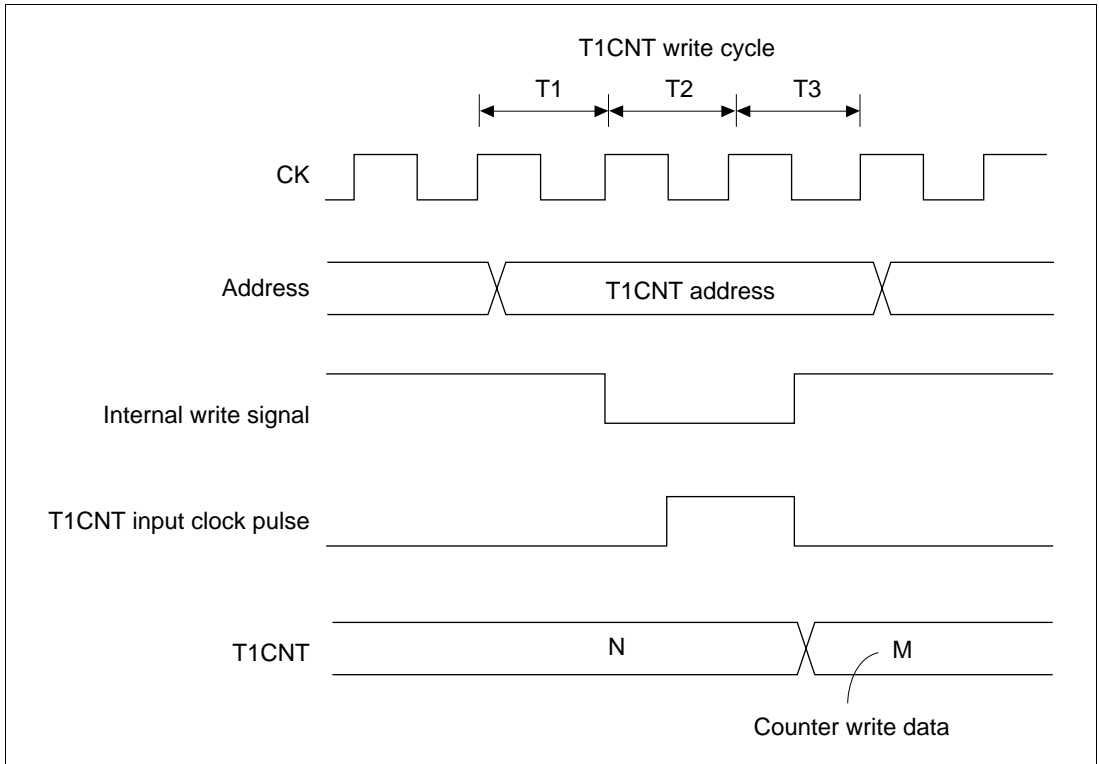 T1CNT write cycle
T1 T2 T3
CK
Address
T1CNT address
Internal write signal
T1CNT input clock pulse
T1CNT
N
M
Counter write data